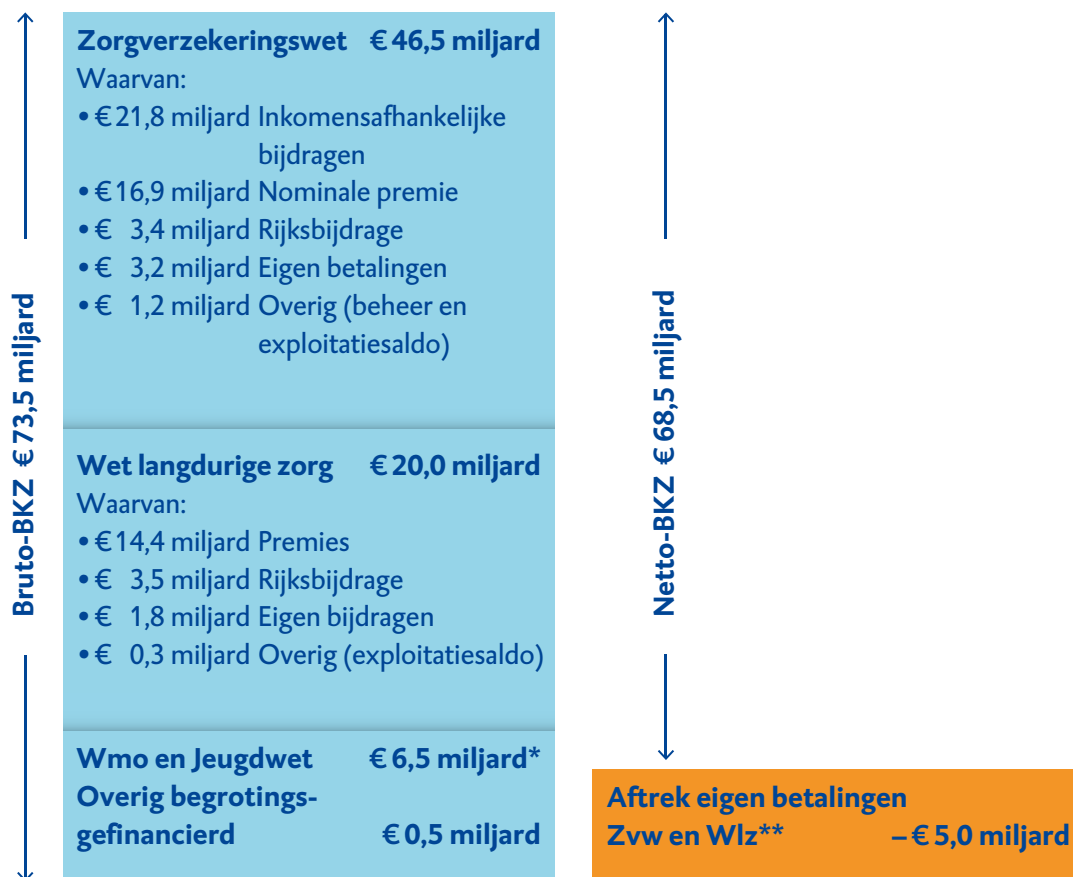 Bruto-BKZ € 73,5 miljard
Zorgverzekeringswet € 46,5 miljard
Waarvan:
• € 21,8 miljard Inkomensafhankelijke
bijdragen
• € 16,9 miljard Nominale premie
• € 3,4 miljard Rijksbijdrage
• € 3,2 miljard Eigen betalingen
• € 1,2 miljard Overig (beheer en
exploitatiesaldo)
Wet langdurige zorg € 20,0 miljard
Waarvan:
• € 14,4 miljard Premies
• € 3,5 miljard Rijksbijdrage
• € 1,8 miljard Eigen bijdragen
• € 0,3 miljard Overig (exploitatiesaldo)
Wmo en Jeugdwet € 6,5 miljard*
Overig begrotings-
gefinancierd € 0,5 miljard
Netto-BKZ € 68,5 miljard
Aftrek eigen betalingen
Zvw en Wlz** – € 5,0 miljard